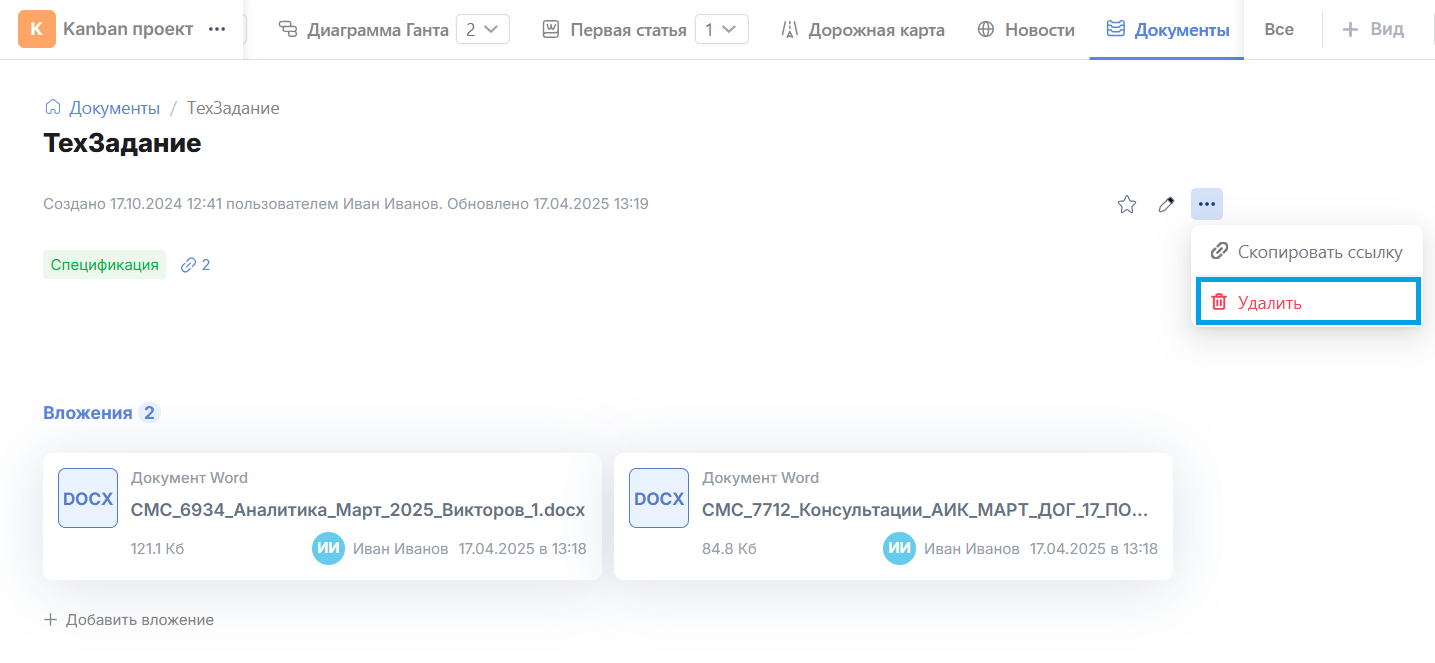 К Kanban проект ... Диаграмма Ганта 2 Первая статья 1 Дорожная карта Новости Документы Все + Вид
Документы / ТехЗадание
ТехЗадание
Создано 17.10.2024 12:41 пользователем Иван Иванов. Обновлено 17.04.2025 13:19
Скопировать ссылку
Спецификация 2
Удалить
Вложения 2
DOCX
Документ Word
СМС_6934_Аналитика_Март_2025_Викторов_1.docx
121.1 Кб ИИ Иван Иванов 17.04.2025 в 13:18
DOCX
Документ Word
СМС_7712_Консультации_АИК_МАРТ_ДОГ_17_ПО...
84.8 Кб ИИ Иван Иванов 17.04.2025 в 13:18
+ Добавить вложение